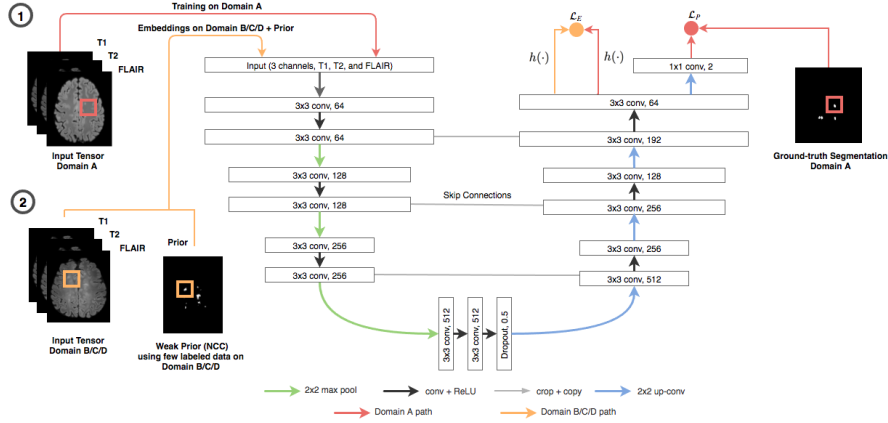 1
Training on Domain A
Embeddings on Domain B/C/D + Prior
T1
T2
FLAIR
Input Tensor
Domain A
Input (3 channels, T1, T2, and FLAIR)
3x3 conv, 64
3x3 conv, 64
3x3 conv, 128
3x3 conv, 128
3x3 conv, 256
3x3 conv, 256
3x3 conv, 512
3x3 conv, 512
Dropout, 0.5
Skip Connections
ℒ_E
ℒ_P
h(·)
h(·)
1x1 conv, 2
3x3 conv, 64
3x3 conv, 192
3x3 conv, 128
3x3 conv, 256
3x3 conv, 256
3x3 conv, 512
Ground-truth Segmentation
Domain A
2
T1
T2
FLAIR
Prior
Input Tensor
Domain B/C/D
Weak Prior (NCC)
using few labeled data on
Domain B/C/D
2x2 max pool
conv + ReLU
crop + copy
2x2 up-conv
Domain A path
Domain B/C/D path